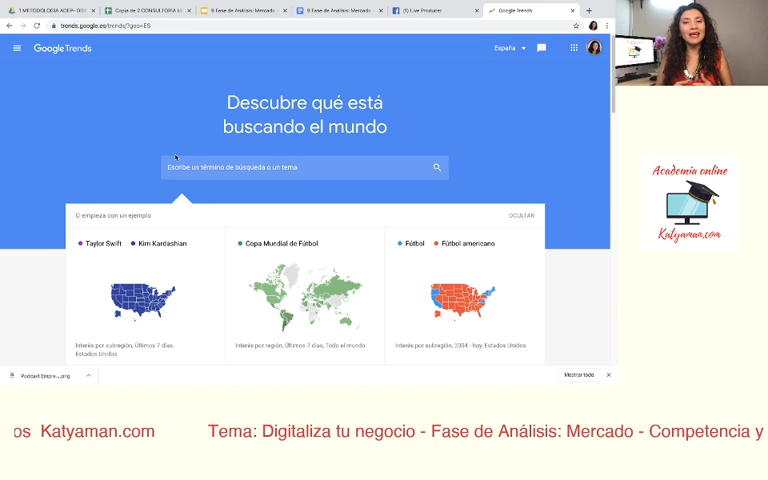 1 METODOLOGIA ADEP- DIGI
Copia de 2 CONSULTORIA
9 Fase de Análisis: Mercado -
9 Fase de Análisis: Mercado -
(1) Live Producer
Google Trends
trends.google.es/trends/?geo=ES
Google Trends
España
Descubre qué está
buscando el mundo
Escribe un término de búsqueda o un tema
O empieza con un ejemplo
OCULTAR
Taylor Swift Kim Kardashian
Copa Mundial de Fútbol
Fútbol Fútbol americano
Interés por subregión, Últimos 7 días,
Estados Unidos
Interés por región, Últimos 7 días, Todo el mundo
Interés por subregión, 2004 - hoy, Estados Unidos
Podcast Empre....png
Mostrar todo
Academia online
Katyaman.com
os Katyaman.com Tema: Digitaliza tu negocio - Fase de Análisis: Mercado - Competencia y